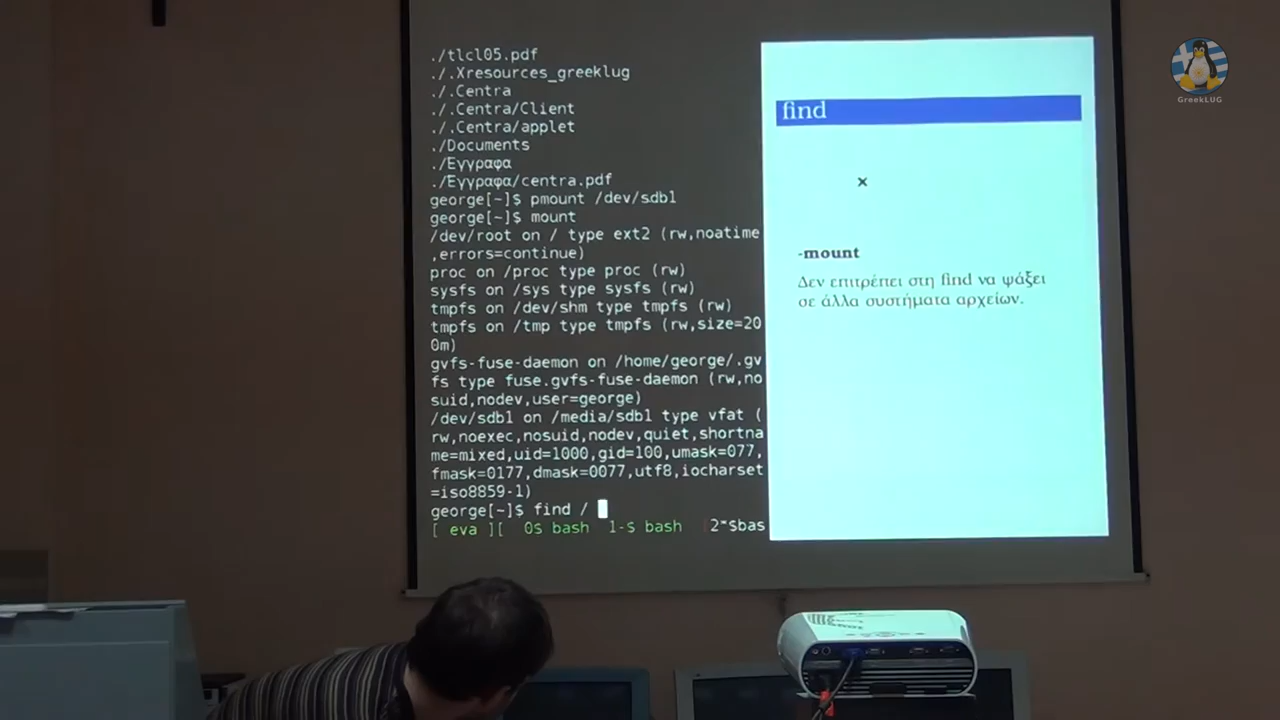 ./tlcl05.pdf
./.Xresources_greeklug
./.Centra
./.Centra/Client
./.Centra/applet
./Documents
./Έγγραφα
./Έγγραφα/centra.pdf
george[~]$ pmount /dev/sdb1
george[~]$ mount
/dev/root on / type ext2 (rw,noatime
,errors=continue)
proc on /proc type proc (rw)
sysfs on /sys type sysfs (rw)
tmpfs on /dev/shm type tmpfs (rw)
tmpfs on /tmp type tmpfs (rw,size=20
0m)
gvfs-fuse-daemon on /home/george/.gv
fs type fuse.gvfs-fuse-daemon (rw,no
suid,nodev,user=george)
/dev/sdb1 on /media/sdb1 type vfat (
rw,noexec,nosuid,nodev,quiet,shortna
me=mixed,uid=1000,gid=100,umask=077,
fmask=0177,dmask=0077,utf8,iocharset
=iso8859-1)
george[~]$ find /
[ eva ][ 0$ bash 1-$ bash 2*$bas
find
-mount
Δεν επιτρέπει στη find να ψάξει
σε άλλα συστήματα αρχείων.
GreekLUG